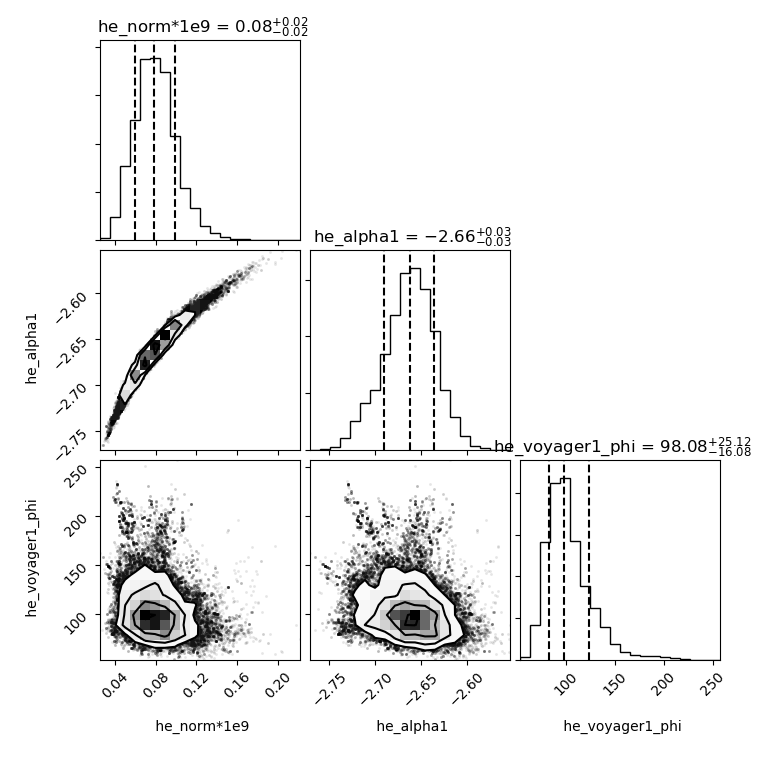 he_norm*1e9 = 0.08+0.02 −0.02
he_alpha1 = −2.66+0.03 −0.03
he_alpha1
−2.60
−2.65
−2.70
−2.75
he_voyager1_phi = 98.08+25.12 −16.08
he_voyager1_phi
250
200
150
100
0.04 0.08 0.12 0.16 0.20
−2.75 −2.70 −2.65 −2.60
100 150 200 250
he_norm*1e9 he_alpha1 he_voyager1_phi